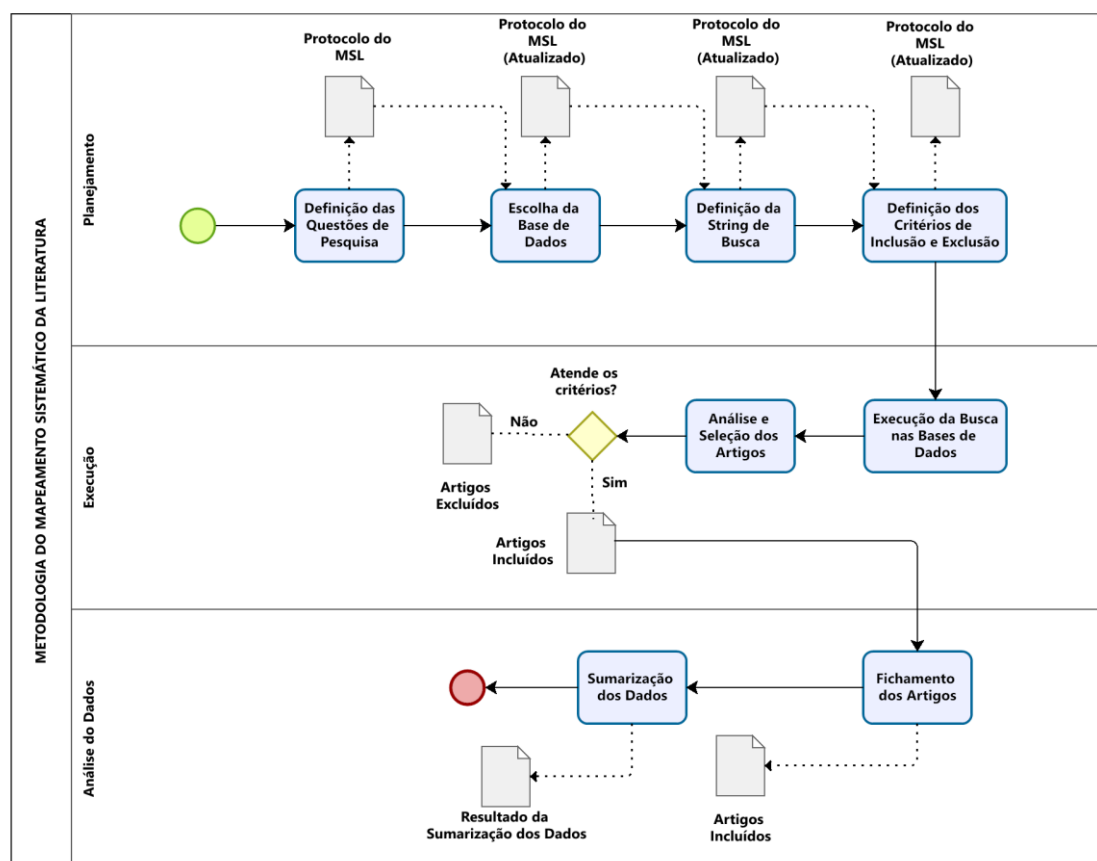 METODOLOGIA DO MAPEAMENTO SISTEMÁTICO DA LITERATURA
Planejamento
Protocolo do
MSL
Protocolo do
MSL
(Atualizado)
Protocolo do
MSL
(Atualizado)
Protocolo do
MSL
(Atualizado)
Definição das
Questões de
Pesquisa
Escolha da
Base de
Dados
Definição da
String de
Busca
Definição dos
Critérios de
Inclusão e Exclusão
Execução
Atende os
critérios?
Não
Sim
Análise e
Seleção dos
Artigos
Execução da Busca
nas Bases de
Dados
Artigos
Excluídos
Artigos
Incluídos
Análise do Dados
Sumarização
dos Dados
Fichamento
dos Artigos
Resultado da
Sumarização dos Dados
Artigos
Incluídos